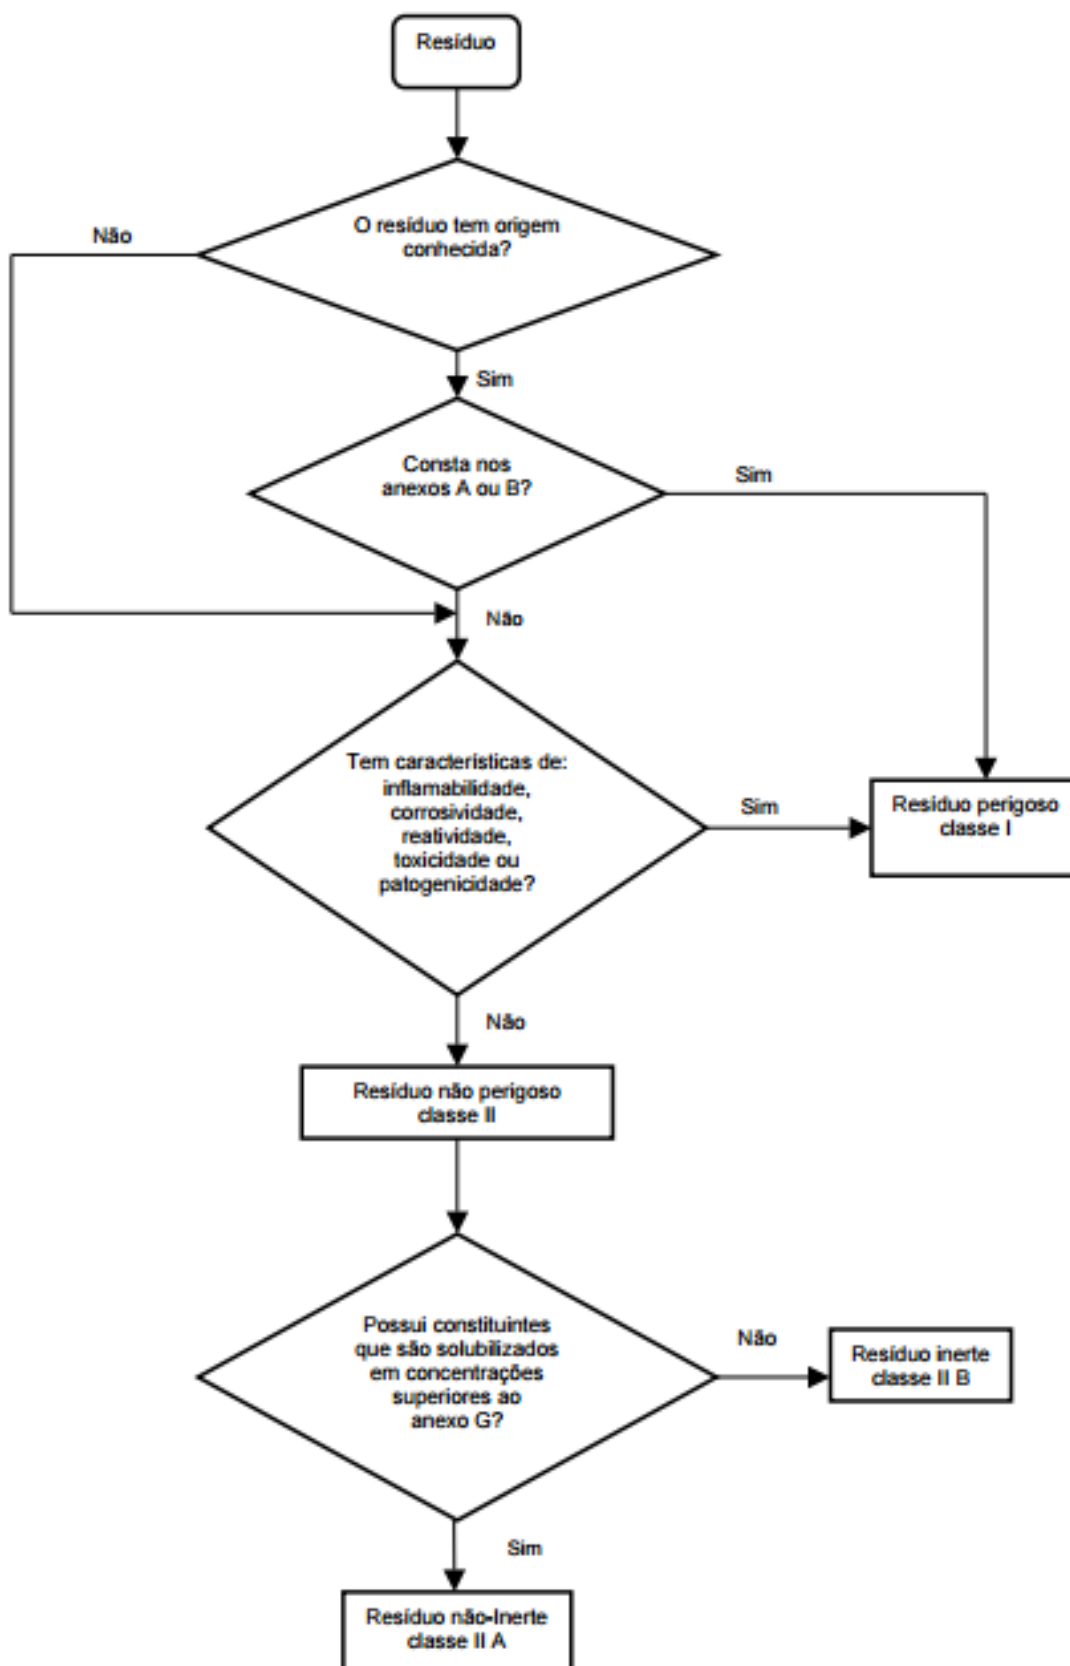 Resíduo
O resíduo tem origem
conhecida?
Não
Sim
Consta nos
anexos A ou B?
Sim
Não
Tem características de:
inflamabilidade,
corrosividade,
reatividade,
toxicidade ou
patogenicidade?
Sim
Resíduo perigoso
classe I
Não
Resíduo não perigoso
classe II
Possui constituintes
que são solubilizados
em concentrações
superiores ao
anexo G?
Não
Resíduo inerte
classe II B
Sim
Resíduo não-Inerte
classe II A